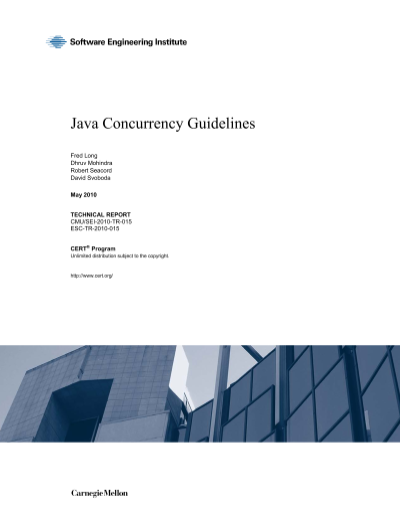 Software Engineering Institute
Java Concurrency Guidelines
Fred Long
Dhruv Mohindra
Robert Seacord
David Svoboda
May 2010
TECHNICAL REPORT
CMU/SEI-2010-TR-015
ESC-TR-2010-015
CERT® Program
Unlimited distribution subject to the copyright.
http://www.cert.org/
CarnegieMellon